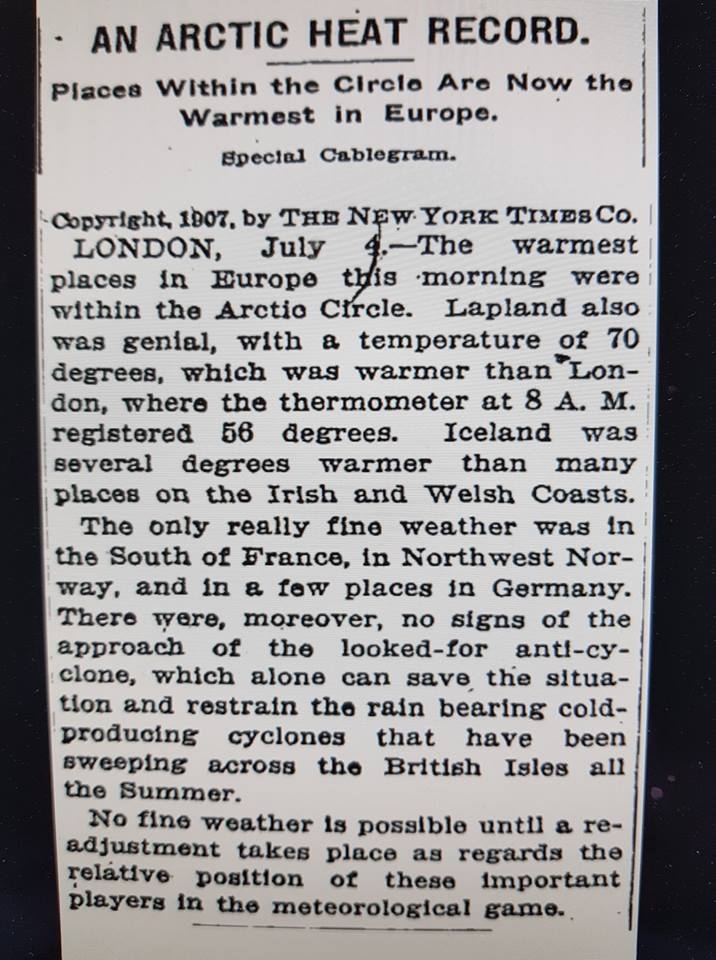 AN ARCTIC HEAT RECORD.
Places Within the Circle Are Now the
Warmest in Europe.
Special Cablegram.
Copyright, 1907, by THE NEW YORK TIMES Co.
LONDON, July 4.—The warmest
places in Europe this morning were
within the Arctic Circle. Lapland also
was genial, with a temperature of 70
degrees, which was warmer than Lon-
don, where the thermometer at 8 A. M.
registered 56 degrees. Iceland was
several degrees warmer than many
places on the Irish and Welsh Coasts.
The only really fine weather was in
the South of France, in Northwest Nor-
way, and in a few places in Germany.
There were, moreover, no signs of the
approach of the looked-for anti-cy-
clone, which alone can save the situa-
tion and restrain the rain bearing cold-
producing cyclones that have been
sweeping across the British Isles all
the Summer.
No fine weather is possible until a re-
adjustment takes place as regards the
relative position of these important
players in the meteorological game.